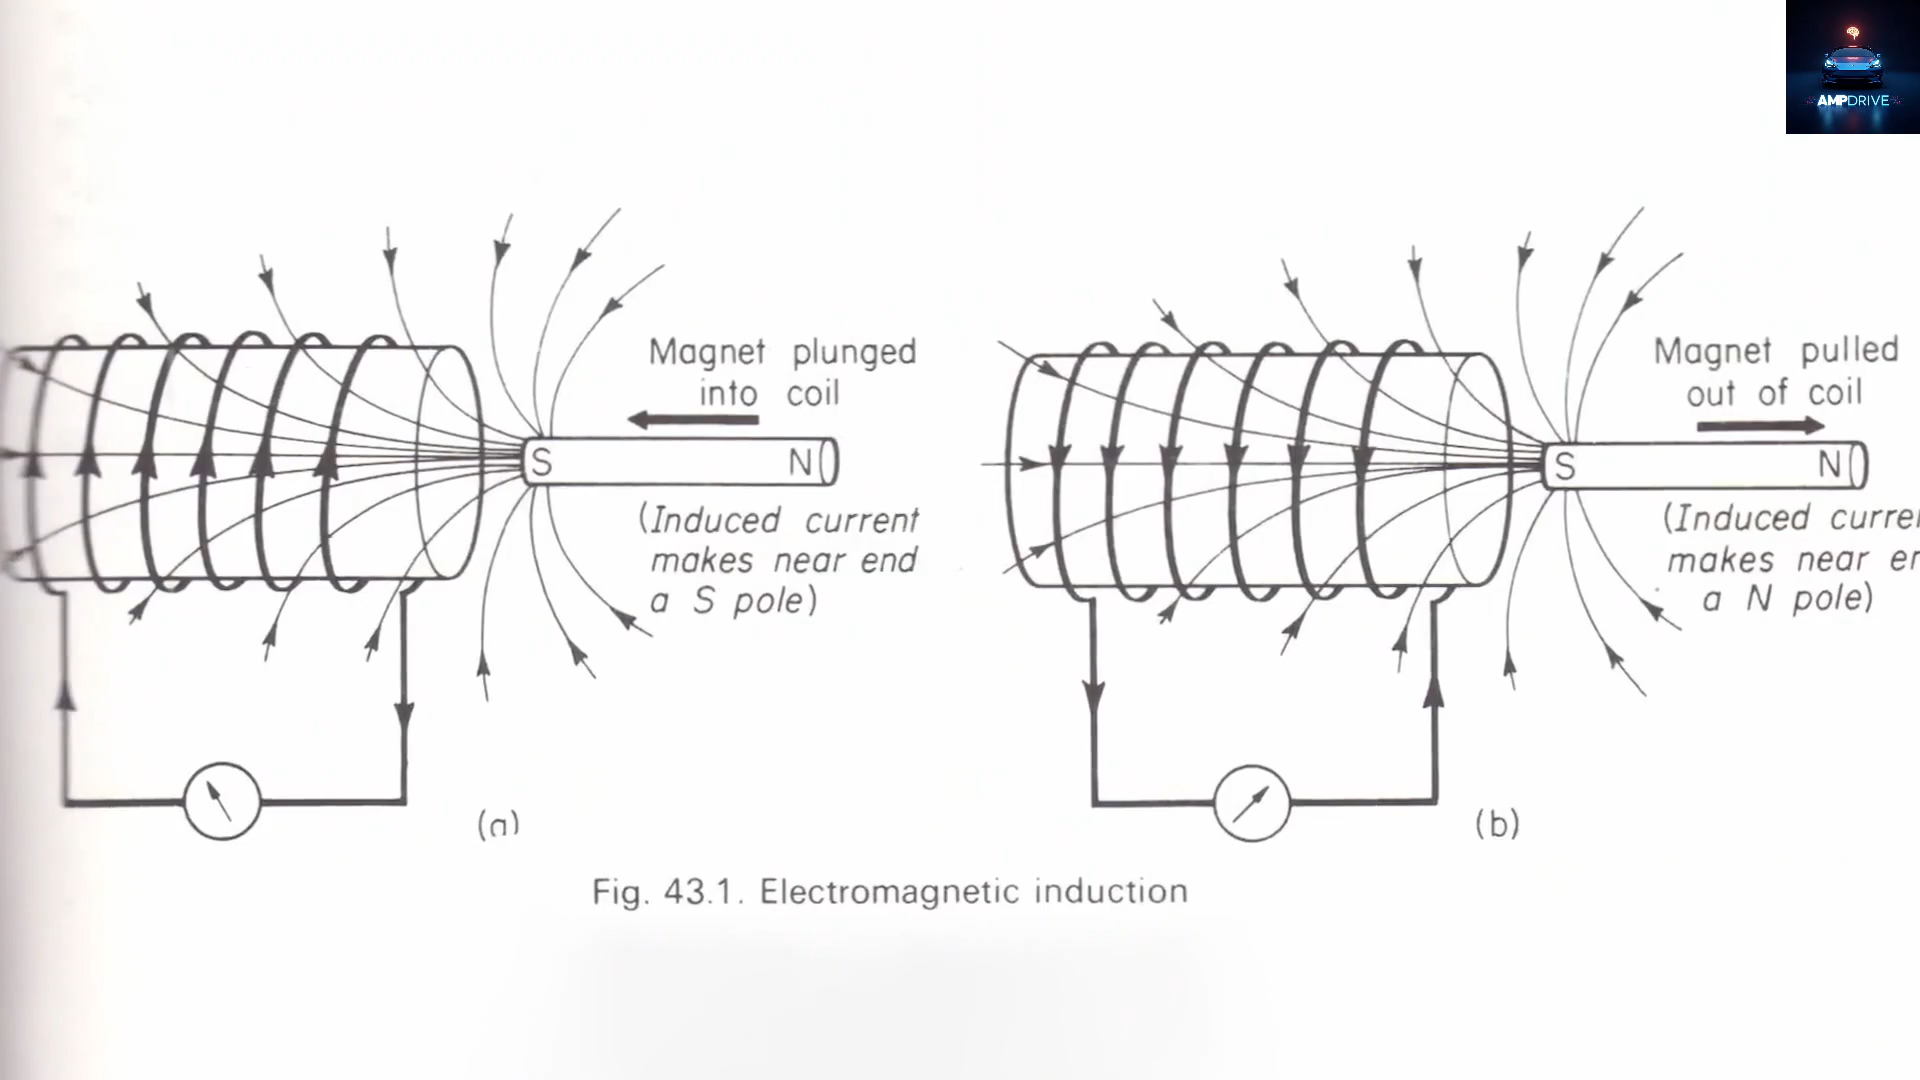 AMPDRIVE
Magnet plunged
into coil
S N
(Induced current
makes near end
a S pole)
(a)
Magnet pulled
out of coil
S N
(Induced
makes near
a N pole)
(b)
Fig. 43.1. Electromagnetic induction